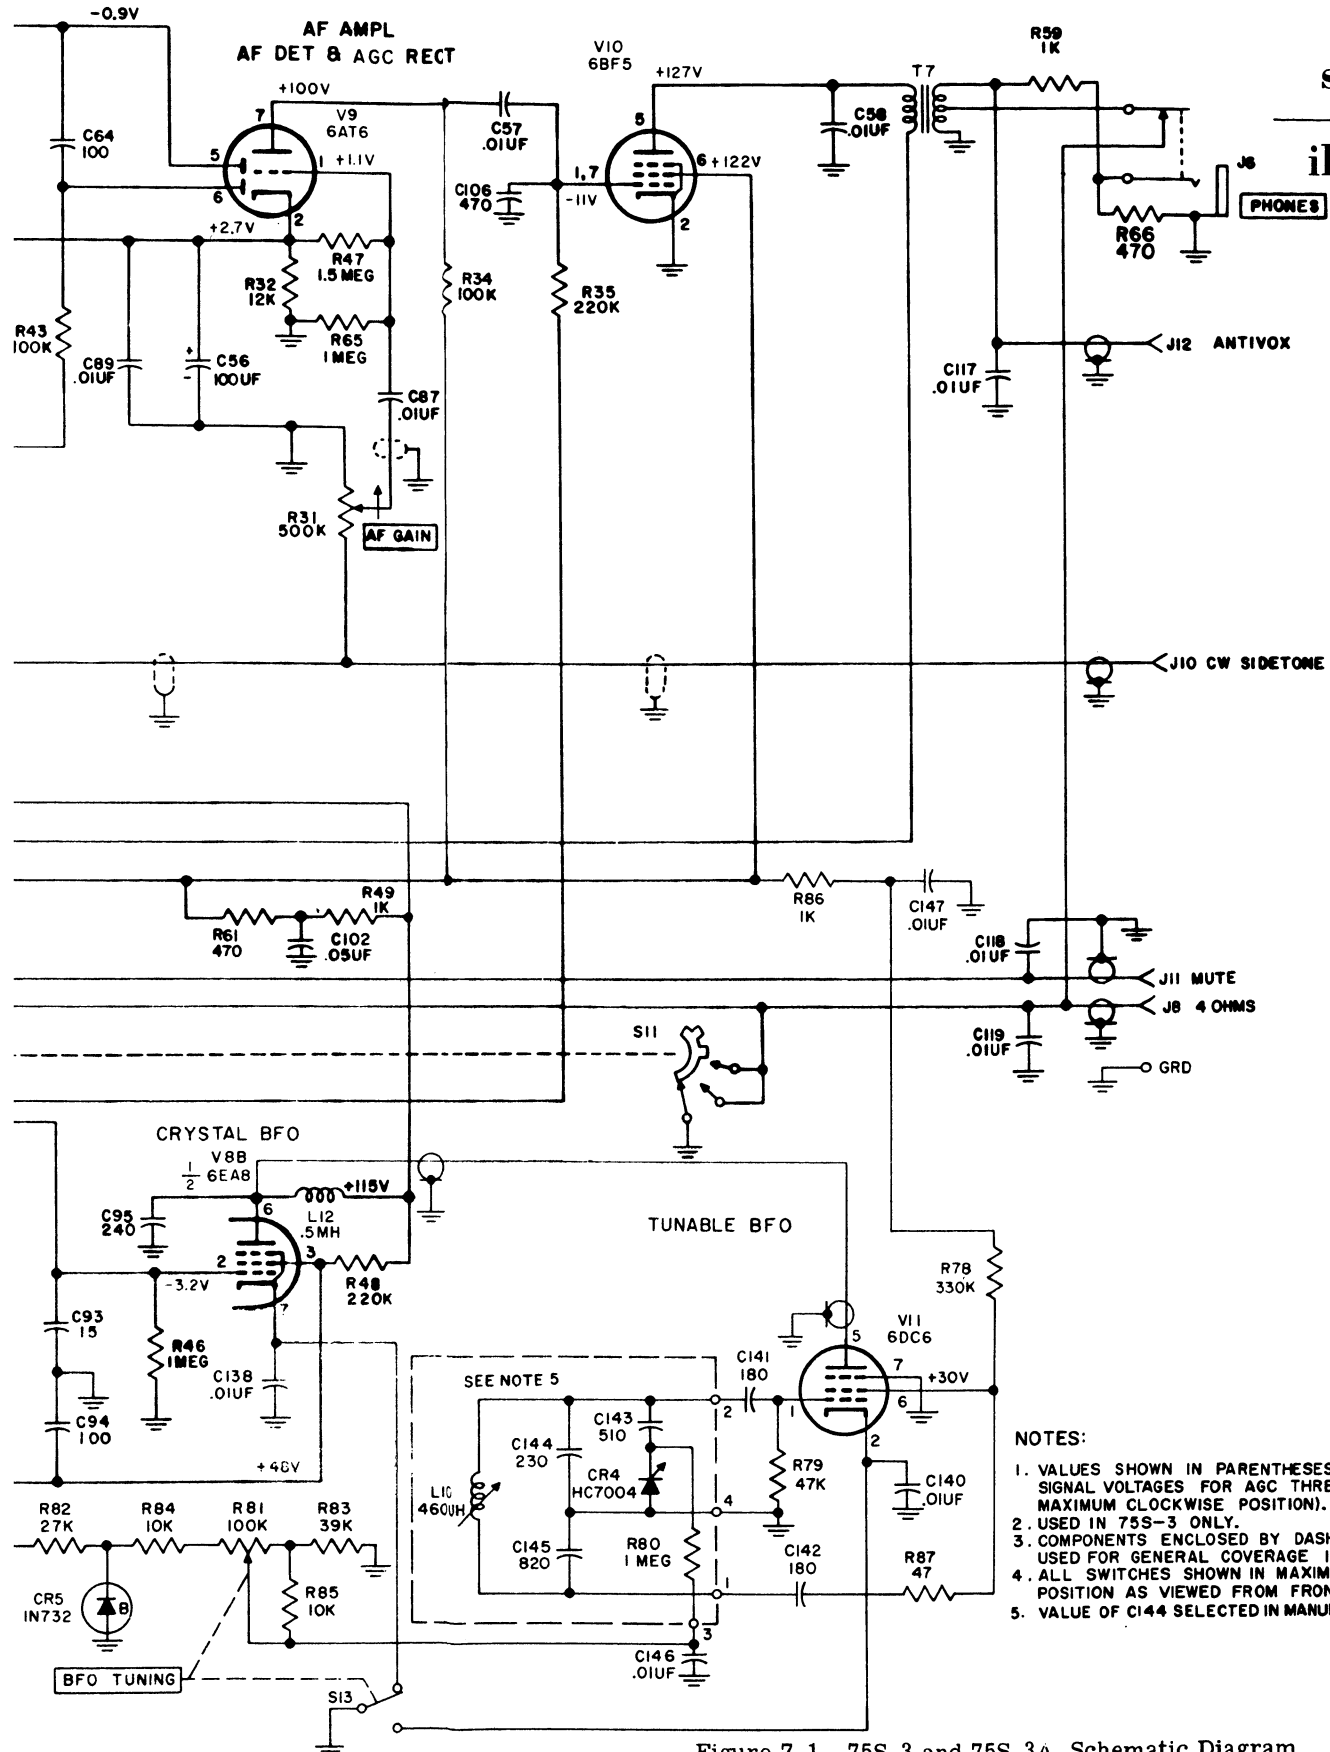 -0.9V
AF AMPL
AF DET & AGC RECT
+100V
V9
6AT6
7
5
6
1
+1.1V
2
+2.7V
C64
100
R43
100K
C89
.01UF
C56
100UF
+
-
R32
12K
R47
1.5 MEG
R65
1 MEG
C87
.01UF
R31
500K
AF GAIN
R34
100K
C57
.01UF
C106
470
R35
220K
V10
6BF5
+127V
5
1,7
-11V
6
+122V
2
C58
.01UF
T7
R59
1K
J6
PHONES
R66
470
J12 ANTIVOX
C117
.01UF
J10 CW SIDETONE
R49
1K
R61
470
C102
.05UF
R86
1K
C147
.01UF
C118
.01UF
J11 MUTE
J8 4 OHMS
C119
.01UF
GRD
S11
CRYSTAL BFO
1/2
V8B
6EA8
+115V
L12
.5MH
6
2
3
7
-3.2V
C95
240
R48
220K
C93
15
R46
1MEG
C138
.01UF
C94
100
TUNABLE BFO
R78
330K
V11
6DC6
5
7
6
+30V
1
2
SEE NOTE 5
C141
180
2
C143
510
C144
230
CR4
HC7004
4
R79
47K
C140
.01UF
460UH
C145
820
R80
1 MEG
C142
180
1
R87
47
3
C146
.01UF
R82
27K
R84
10K
R81
100K
R83
39K
CR5
IN732
B
R85
10K
BFO TUNING
S13
NOTES:
1. VALUES SHOWN IN PARENTHESES
SIGNAL VOLTAGES FOR AGC THRE
MAXIMUM CLOCKWISE POSITION).
2. USED IN 75S-3 ONLY.
3. COMPONENTS ENCLOSED BY DASH
USED FOR GENERAL COVERAGE
4. ALL SWITCHES SHOWN IN MAXIM
POSITION AS VIEWED FROM FRON
5. VALUE OF C144 SELECTED IN MANU
Figure 7-1. 75S-3 and 75S-3A, Schematic Diagram